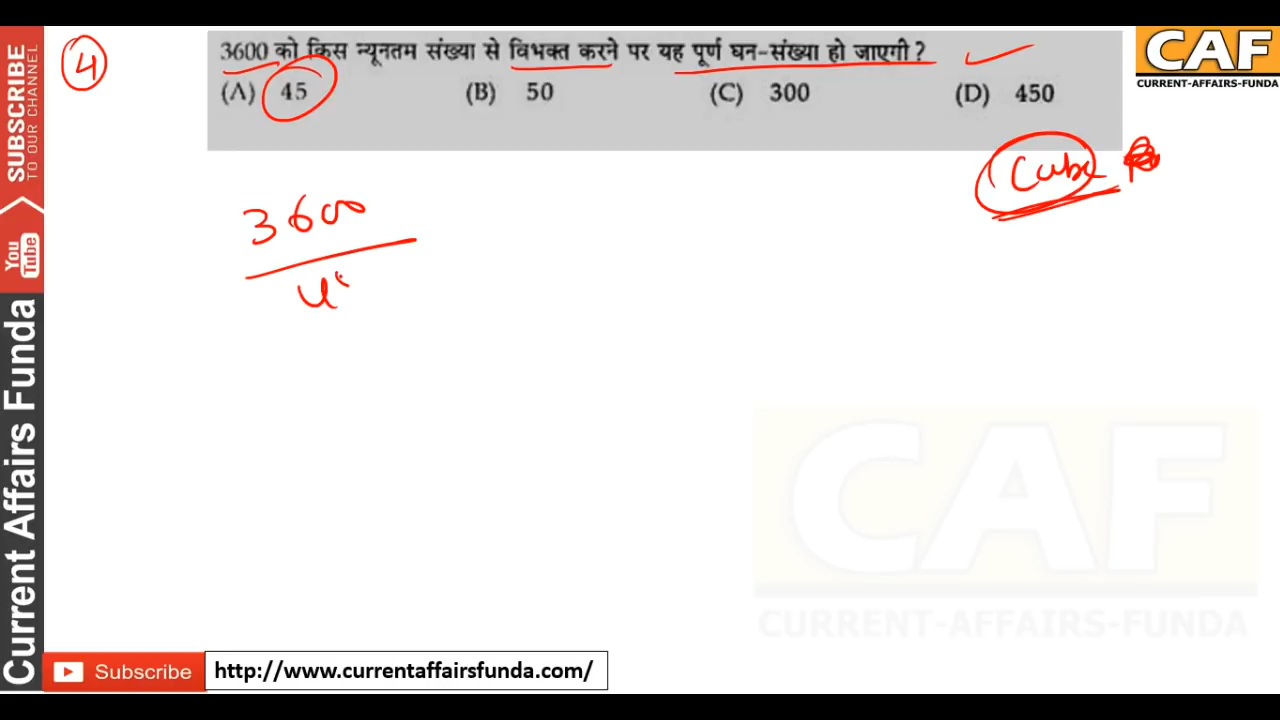 4
3600 को किस न्यूनतम संख्या से विभक्त करने पर यह पूर्ण घन-संख्या हो जाएगी ?
(A) 45 (B) 50 (C) 300 (D) 450
CAF
CURRENT-AFFAIRS-FUNDA
Cube
3600
SUBSCRIBE
TO OUR CHANNEL
You
Tube
Current Affairs Funda
CAF
CURRENT-AFFAIRS-FUNDA
Subscribe
http://www.currentaffairsfunda.com/